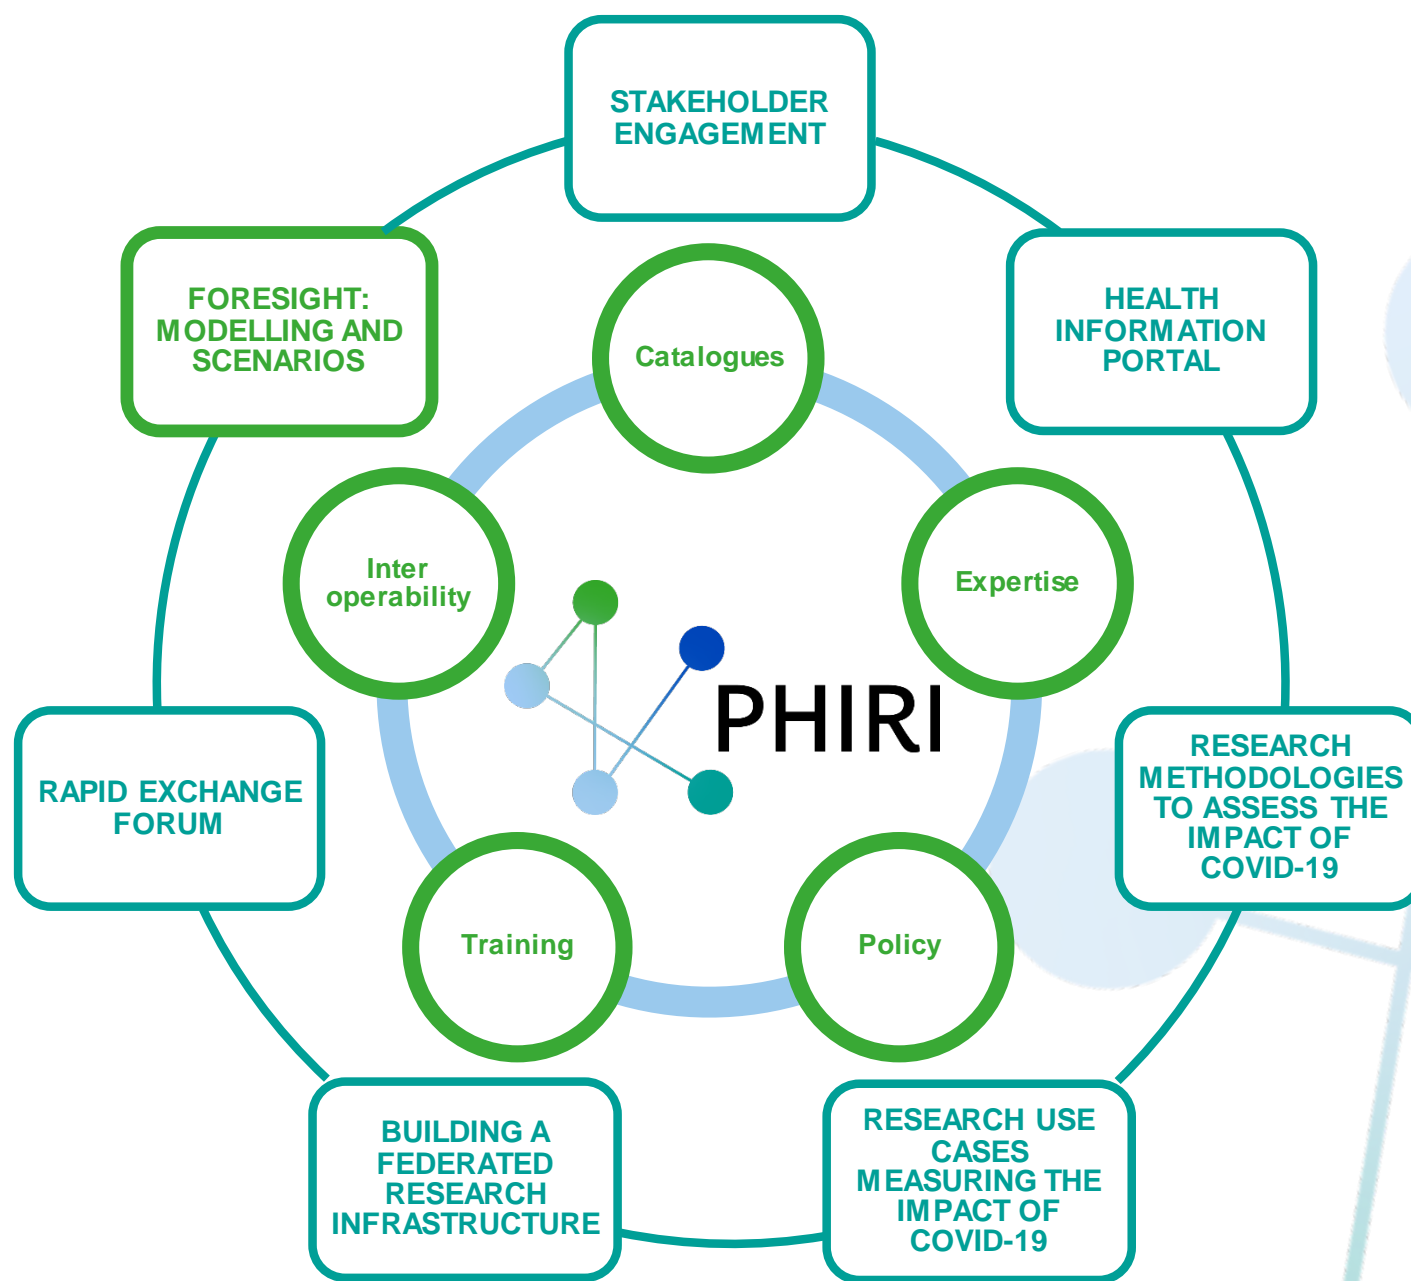 STAKEHOLDER
ENGAGEMENT
FORESIGHT:
MODELLING AND
SCENARIOS
HEALTH
INFORMATION
PORTAL
Catalogues
Inter
operability
Expertise
PHIRI
RAPID EXCHANGE
FORUM
RESEARCH
METHODOLOGIES
TO ASSESS THE
IMPACT OF
COVID-19
Training
Policy
BUILDING A
FEDERATED
RESEARCH
INFRASTRUCTURE
RESEARCH USE
CASES
MEASURING THE
IMPACT OF
COVID-19